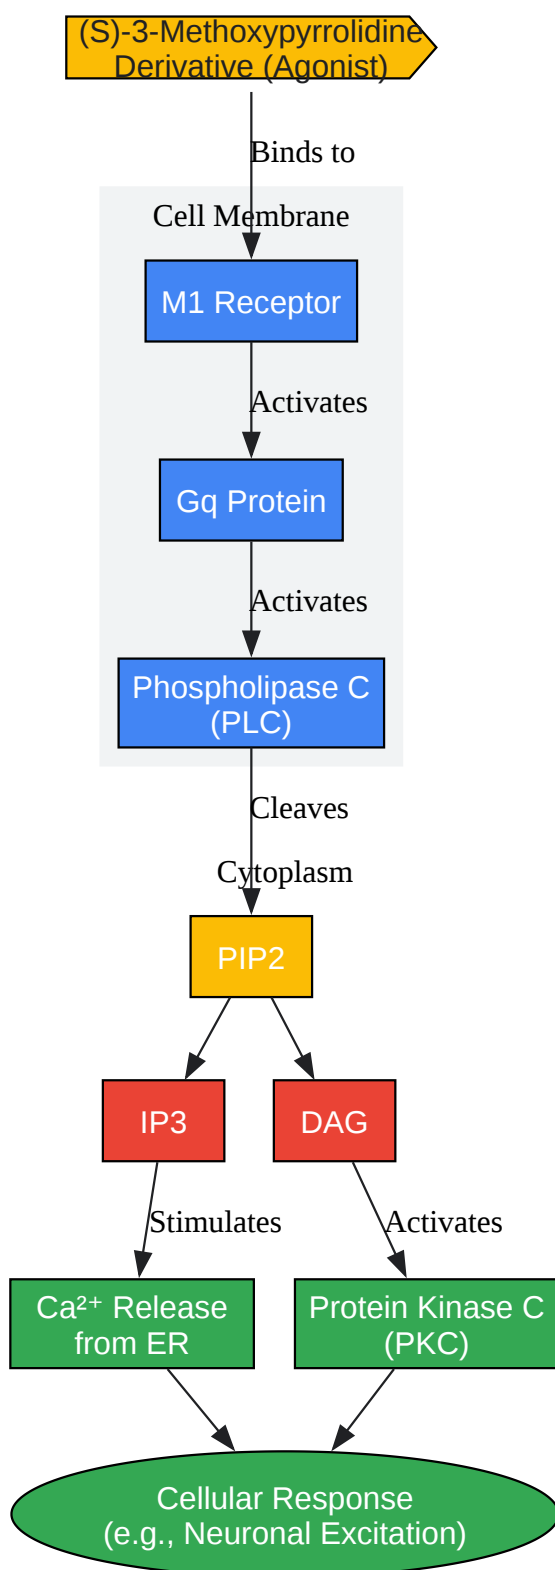 (S)-3-Methoxypyrrolidine
Derivative (Agonist)
Binds to
Cell Membrane
M1 Receptor
Activates
Gq Protein
Activates
Phospholipase C
(PLC)
Cleaves
Cytoplasm
PIP2
IP3
DAG
Stimulates
Activates
Ca²⁺ Release
from ER
Protein Kinase C
(PKC)
Cellular Response
(e.g., Neuronal Excitation)